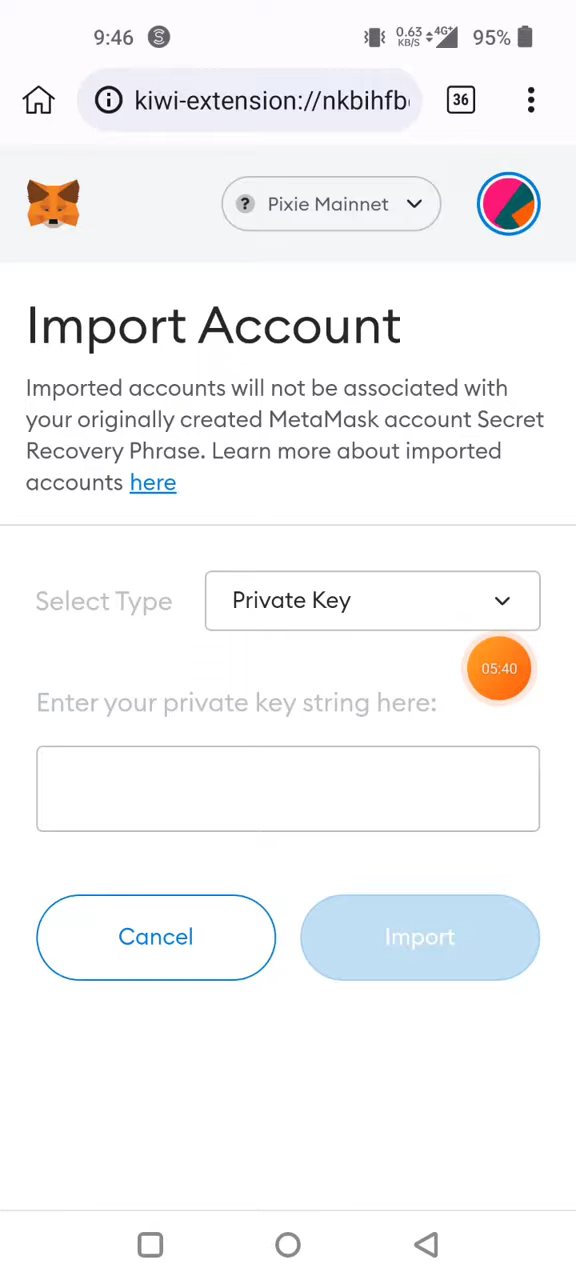 9:46 S 0.63 KB/S 4G+ 95%
kiwi-extension://nkbihfb 36
? Pixie Mainnet
Import Account
Imported accounts will not be associated with
your originally created MetaMask account Secret
Recovery Phrase. Learn more about imported
accounts here
Select Type Private Key
05:40
Enter your private key string here:
Cancel Import